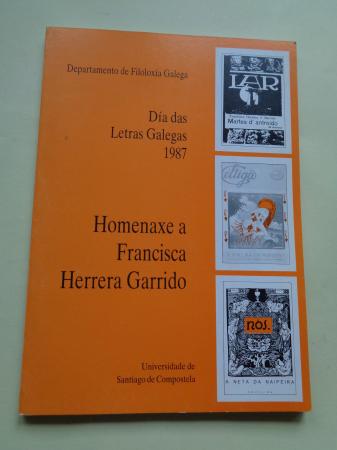 Departamento de Filoloxía Galega
Día das
Letras Galegas
1987
Homenaxe a
Francisca
Herrera Garrido
Universidade de
Santiago de Compostela
LAR
Martes d'antroido
NÓS.
A NETA DA NAIPEIRA